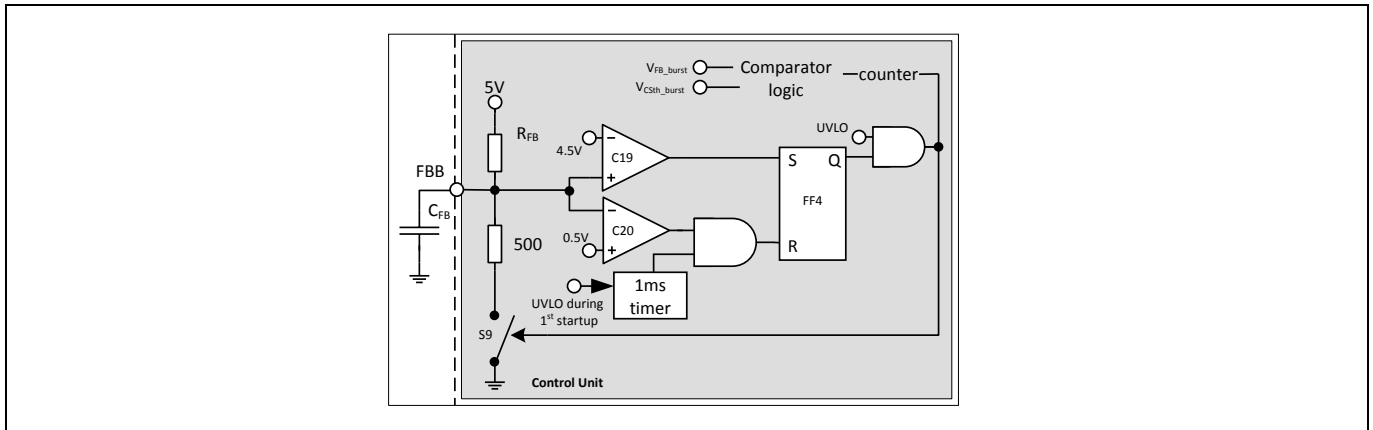 V_FB_burst
V_CSth_burst
Comparator
logic
counter
5V
R_FB
UVLO
4.5V
C19
S
Q
FBB
FF4
C_FB
C20
500
0.5V
R
1ms
timer
UVLO during
1st startup
S9
Control Unit